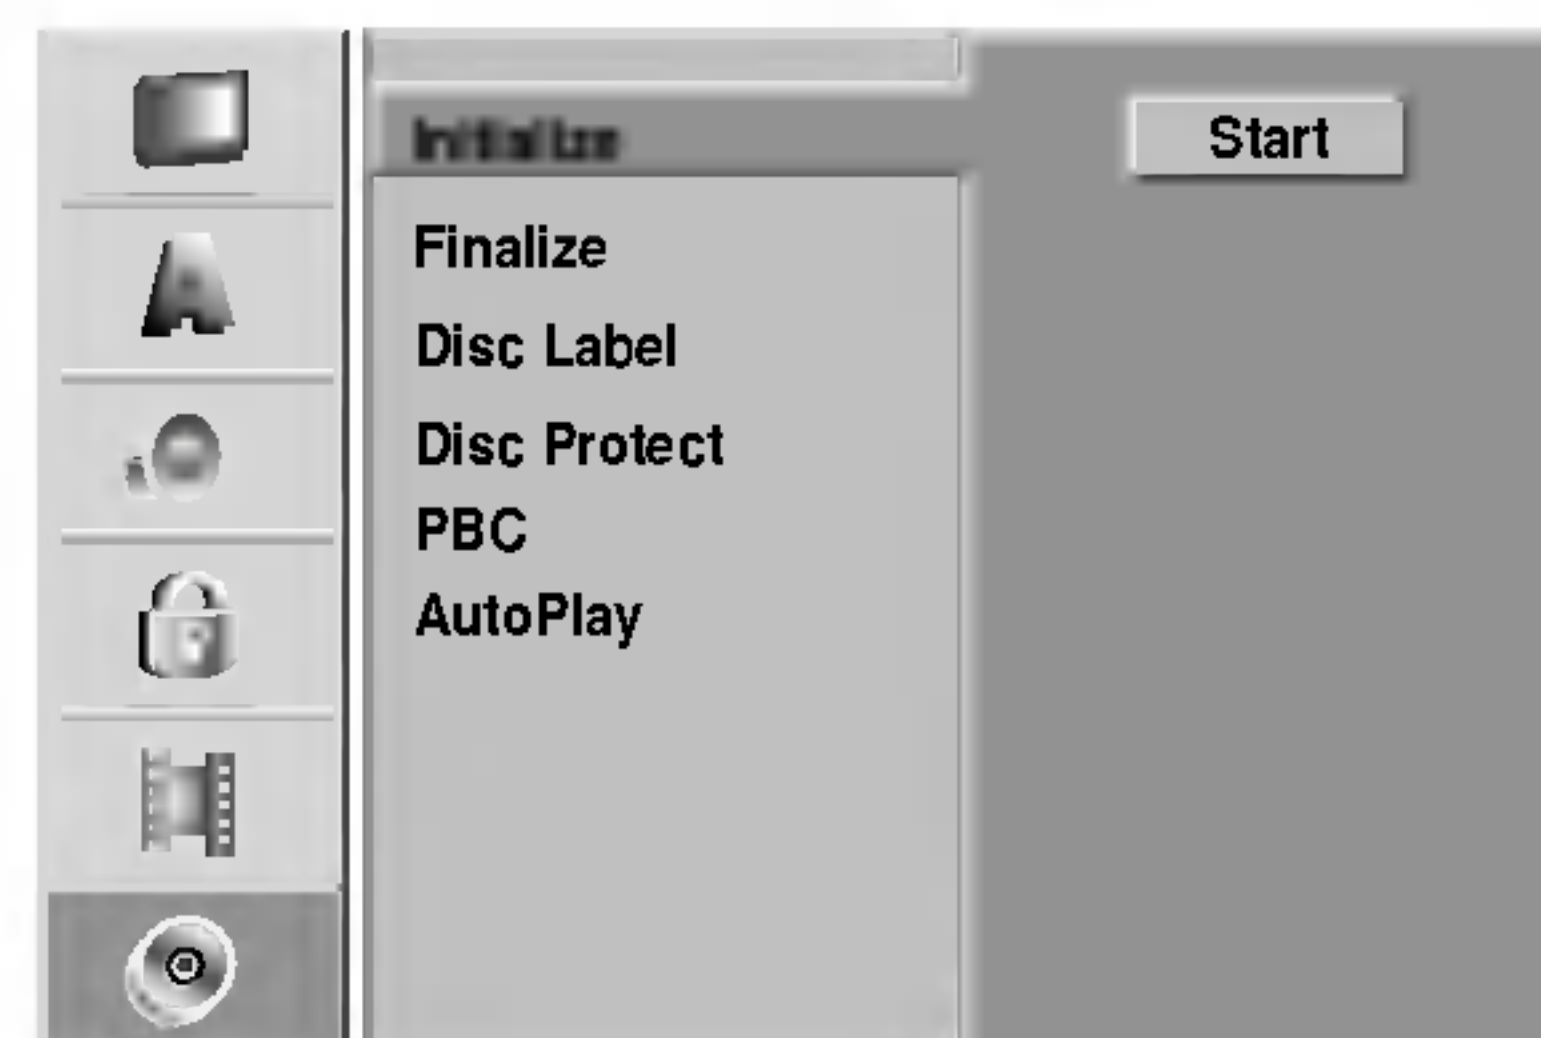 Initialize
Start
Finalize
Disc Label
Disc Protect
PBC
AutoPlay